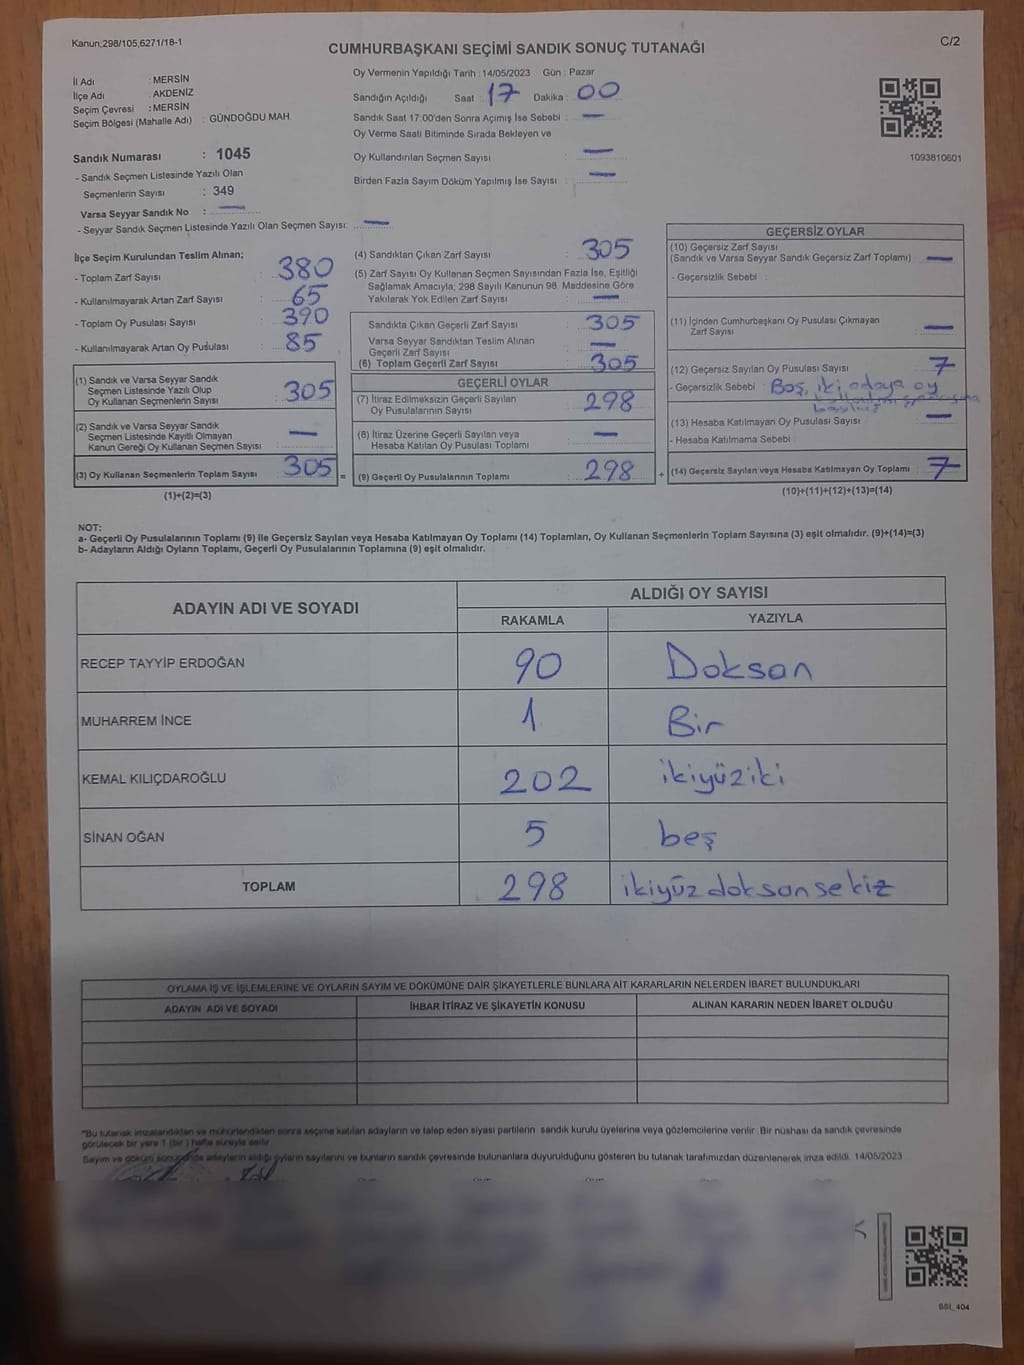 Kanun;298/105,6271/18-1
C/2
CUMHURBAŞKANI SEÇİMİ SANDIK SONUÇ TUTANAĞI
İl Adı : MERSİN
İlçe Adı : AKDENİZ
Seçim Çevresi : MERSİN
Seçim Bölgesi (Mahalle Adı) : GÜNDOĞDU MAH.
Sandık Numarası : 1045
- Sandık Seçmen Listesinde Yazılı Olan
Seçmenlerin Sayısı : 349
Varsa Seyyar Sandık No : —
- Seyyar Sandık Seçmen Listesinde Yazılı Olan Seçmen Sayısı: —
Oy Vermenin Yapıldığı Tarih : 14/05/2023 Gün : Pazar
Sandığın Açıldığı Saat : 17 Dakika : 00
Sandık Saat 17:00'den Sonra Açımış İse Sebebi : —
Oy Verme Saati Bitiminde Sırada Bekleyen ve
Oy Kullandırılan Seçmen Sayısı : —
Birden Fazla Sayım Döküm Yapılmış İse Sayısı : —
1093810601
İlçe Seçim Kurulundan Teslim Alınan;
- Toplam Zarf Sayısı : 380
- Kullanılmayarak Artan Zarf Sayısı : 65
- Toplam Oy Pusulası Sayısı : 390
- Kullanılmayarak Artan Oy Pusulası : 85
(1) Sandık ve Varsa Seyyar Sandık
Seçmen Listesinde Yazılı Olup
Oy Kullanan Seçmenlerin Sayısı : 305
(2) Sandık ve Varsa Seyyar Sandık
Seçmen Listesinde Kayıtlı Olmayan
Kanun Gereği Oy Kullanan Seçmen Sayısı : —
(3) Oy Kullanan Seçmenlerin Toplam Sayısı 305 =
(1)+(2)=(3)
(4) Sandıktan Çıkan Zarf Sayısı : 305
(5) Zarf Sayısı Oy Kullanan Seçmen Sayısından Fazla İse, Eşitliği
Sağlamak Amacıyla; 298 Sayılı Kanunun 98. Maddesine Göre
Yakılarak Yok Edilen Zarf Sayısı : —
Sandıkta Çıkan Geçerli Zarf Sayısı : 305
Varsa Seyyar Sandıktan Teslim Alınan
Geçerli Zarf Sayısı : —
(6) Toplam Geçerli Zarf Sayısı : 305
GEÇERLİ OYLAR
(7) İtiraz Edilmeksizin Geçerli Sayılan
Oy Pusulalarının Sayısı : 298
(8) İtiraz Üzerine Geçerli Sayılan veya
Hesaba Katılan Oy Pusulası Toplamı : —
(9) Geçerli Oy Pusulalarının Toplamı : 298 +
GEÇERSİZ OYLAR
(10) Geçersiz Zarf Sayısı
(Sandık ve Varsa Seyyar Sandık Geçersiz Zarf Toplamı) : —
- Geçersizlik Sebebi :
(11) İçinden Cumhurbaşkanı Oy Pusulası Çıkmayan
Zarf Sayısı : —
(12) Geçersiz Sayılan Oy Pusulası Sayısı : 7
- Geçersizlik Sebebi : Boş, iki adaya oy
(13) Hesaba Katılmayan Oy Pusulası Sayısı : —
- Hesaba Katılmama Sebebi :
(14) Geçersiz Sayılan veya Hesaba Katılmayan Oy Toplamı : 7
(10)+(11)+(12)+(13)=(14)
NOT:
a- Geçerli Oy Pusulalarının Toplamı (9) ile Geçersiz Sayılan veya Hesaba Katılmayan Oy Toplamı (14) Toplamları, Oy Kullanan Seçmenlerin Toplam Sayısına (3) eşit olmalıdır. (9)+(14)=(3)
b- Adayların Aldığı Oyların Toplamı, Geçerli Oy Pusulalarının Toplamına (9) eşit olmalıdır.
ADAYIN ADI VE SOYADI
ALDIĞI OY SAYISI
RAKAMLA YAZIYLA
RECEP TAYYİP ERDOĞAN 90 Doksan
MUHARREM İNCE 1 Bir
KEMAL KILIÇDAROĞLU 202 ikiyüziki
SİNAN OĞAN 5 beş
TOPLAM 298 ikiyüz doksan sekiz
OYLAMA İŞ VE İŞLEMLERİNE VE OYLARIN SAYIM VE DÖKÜMÜNE DAİR ŞİKAYETLERLE BUNLARA AİT KARARLARIN NELERDEN İBARET BULUNDUKLARI
ADAYIN ADI VE SOYADI İHBAR İTİRAZ VE ŞİKAYETİN KONUSU ALINAN KARARIN NEDEN İBARET OLDUĞU
"Bu tutanak imzalandıktan ve mühürlendikten sonra seçime katılan adayların ve talep eden siyasi partilerin sandık kurulu üyelerine veya gözlemcilerine verilir. Bir nüshası da sandık çevresinde
görülecek bir yere 1 (bir ) hafta süreyle asılır.
Sayım ve döküm sonucunda adayların aldığı oyların sayılarını ve bunların sandık çevresinde bulunanlara duyurulduğunu gösteren bu tutanak tarafımızdan düzenlenerek imza edildi. 14/05/2023
BSI_404